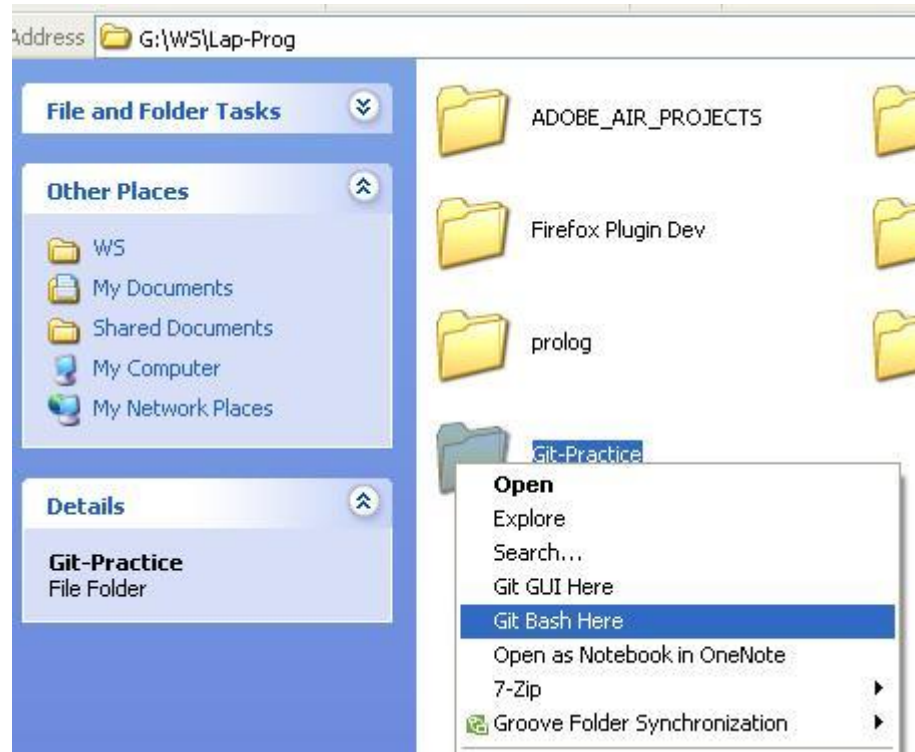 Address G:\WS\Lap-Prog
File and Folder Tasks
Other Places
WS
My Documents
Shared Documents
My Computer
My Network Places
Details
Git-Practice
File Folder
ADOBE_AIR_PROJECTS
Firefox Plugin Dev
prolog
Git-Practice
Open
Explore
Search...
Git GUI Here
Git Bash Here
Open as Notebook in OneNote
7-Zip
Groove Folder Synchronization